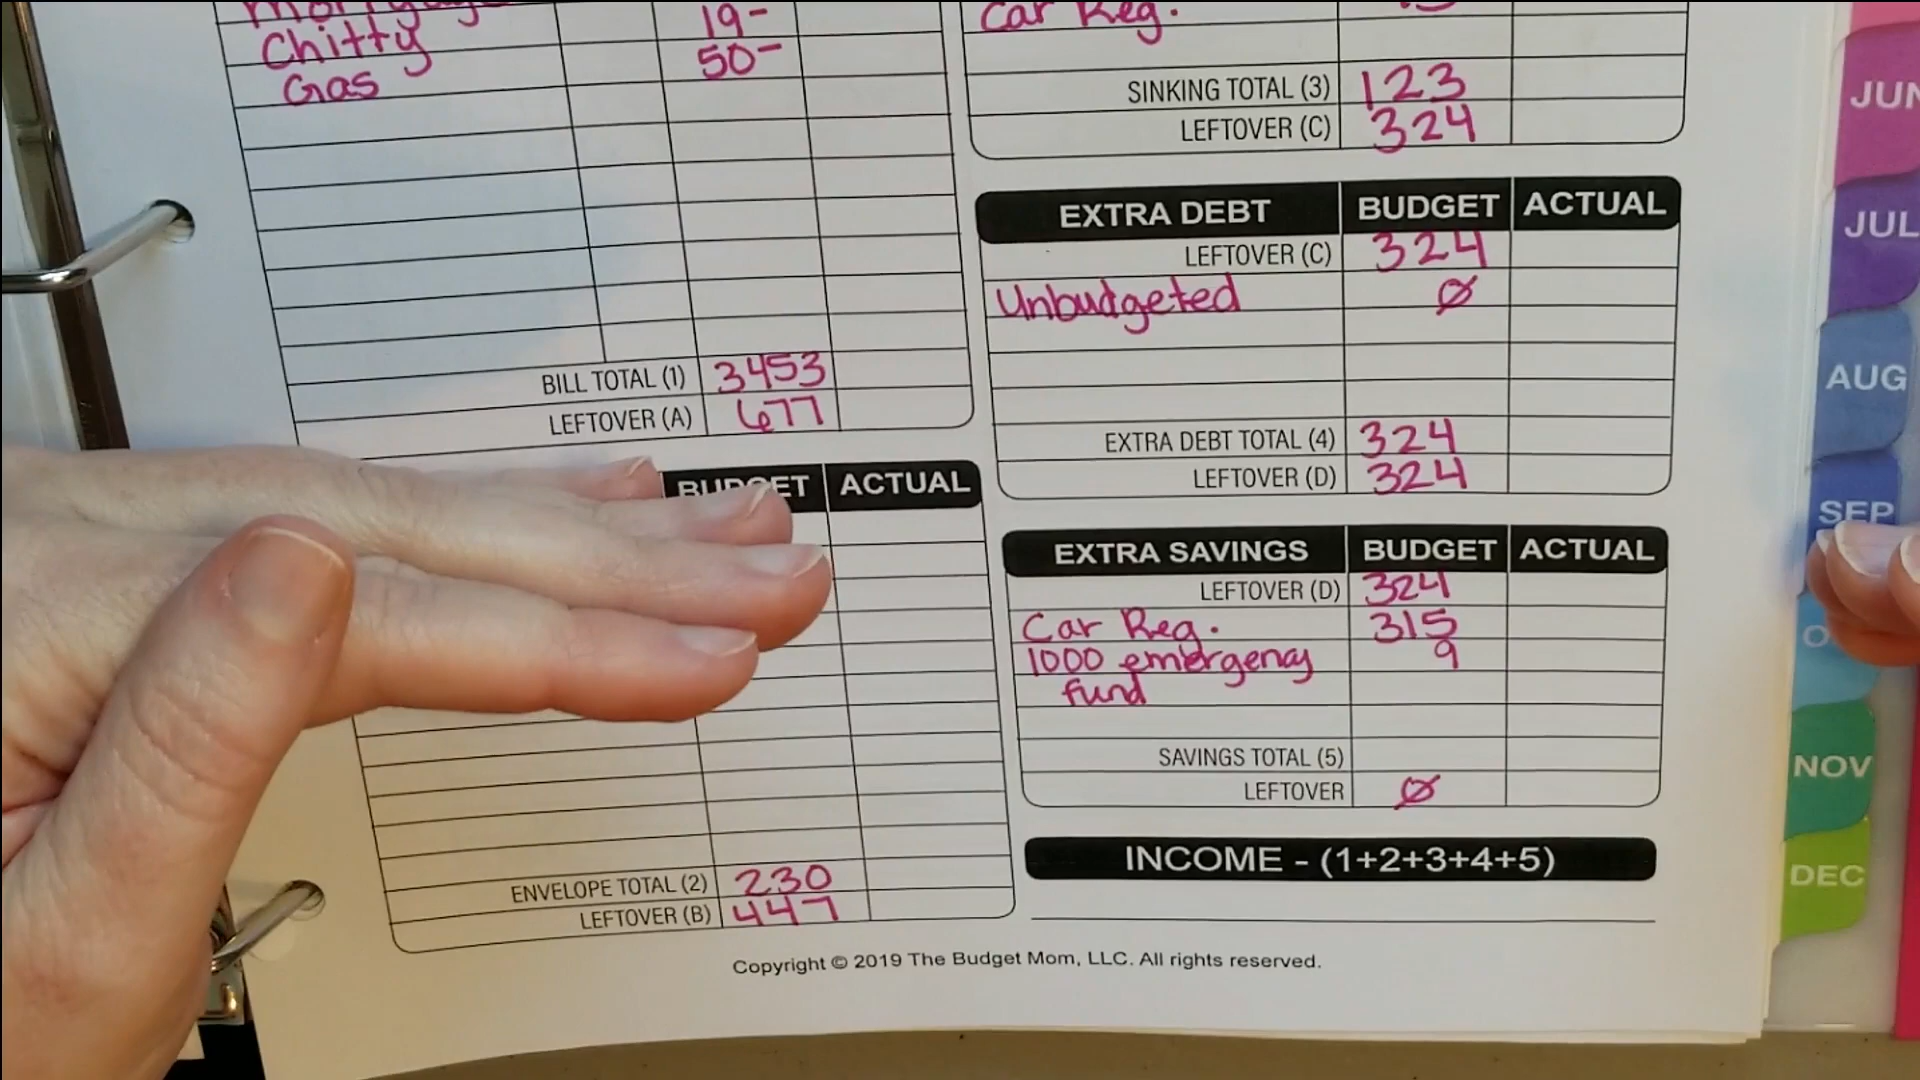 Mortgage
19-
Chitty
50-
Gas
BILL TOTAL (1) 3453
LEFTOVER (A) 677
BUDGET ACTUAL
ENVELOPE TOTAL (2) 230
LEFTOVER (B) 447
Car Reg.
SINKING TOTAL (3) 123
LEFTOVER (C) 324
EXTRA DEBT BUDGET ACTUAL
LEFTOVER (C) 324
Unbudgeted Ø
EXTRA DEBT TOTAL (4) 324
LEFTOVER (D) 324
EXTRA SAVINGS BUDGET ACTUAL
LEFTOVER (D) 324
Car Reg. 315
1000 emergency 9
fund
SAVINGS TOTAL (5)
LEFTOVER Ø
INCOME - (1+2+3+4+5)
Copyright © 2019 The Budget Mom, LLC. All rights reserved.
JUN
JUL
AUG
SEP
NOV
DEC